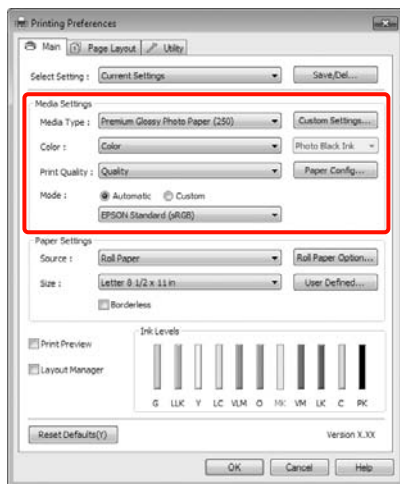 Printing Preferences
Main Page Layout Utility
Select Setting : Current Settings Save/Del...
Media Settings
Media Type : Premium Glossy Photo Paper (250) Custom Settings...
Color : Color Photo Black Ink
Print Quality : Quality Paper Config...
Mode : Automatic Custom
EPSON Standard (sRGB)
Paper Settings
Source : Roll Paper Roll Paper Option...
Size : Letter 8 1/2 x 11 in User Defined...
Borderless
Ink Levels
Print Preview
Layout Manager
G LLK Y LC VLM O MK VM LK C PK
Reset Defaults(Y) Version X.XX
OK Cancel Help